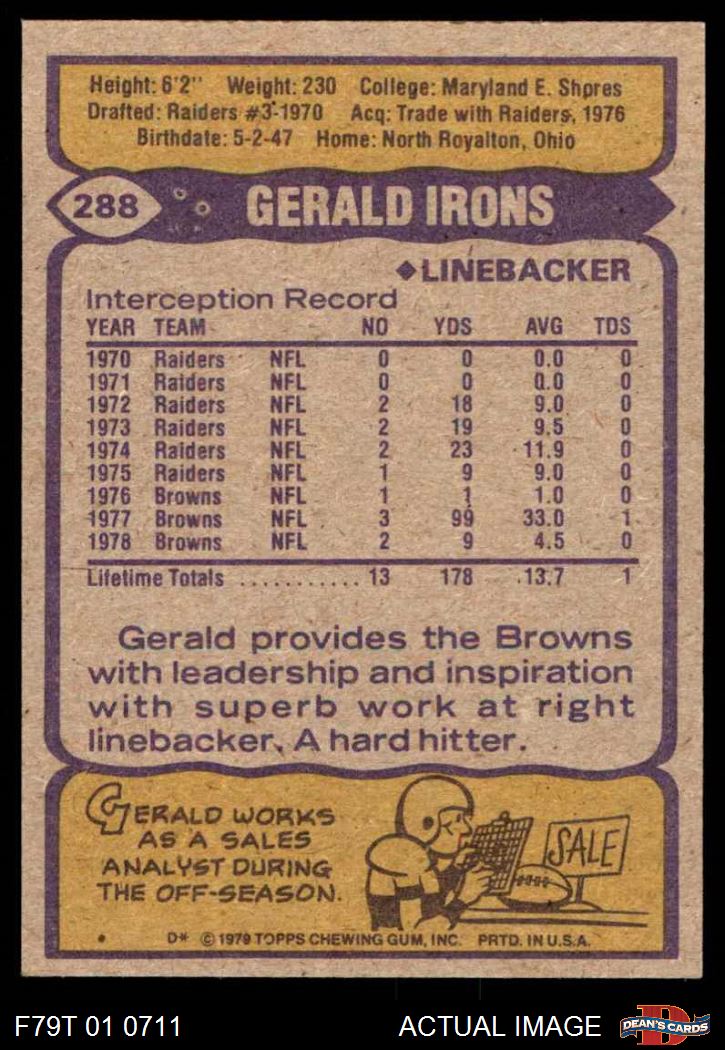 Height: 6'2" Weight: 230 College: Maryland E. Shores
Drafted: Raiders #3-1970 Acq: Trade with Raiders, 1976
Birthdate: 5-2-47 Home: North Royalton, Ohio
288 GERALD IRONS
◆LINEBACKER
Interception Record
YEAR TEAM NO YDS AVG TDS
1970 Raiders NFL 0 0 0.0 0
1971 Raiders NFL 0 0 0.0 0
1972 Raiders NFL 2 18 9.0 0
1973 Raiders NFL 2 19 9.5 0
1974 Raiders NFL 2 23 11.9 0
1975 Raiders NFL 1 9 9.0 0
1976 Browns NFL 1 1 1.0 0
1977 Browns NFL 3 99 33.0 1
1978 Browns NFL 2 9 4.5 0
Lifetime Totals ........... 13 178 13.7 1
Gerald provides the Browns
with leadership and inspiration
with superb work at right
linebacker. A hard hitter.
GERALD WORKS
AS A SALES
ANALYST DURING
THE OFF-SEASON.
SALE
* D* © 1979 TOPPS CHEWING GUM, INC. PRTD. IN U.S.A.
F79T 01 0711 ACTUAL IMAGE D DEAN'S CARDS